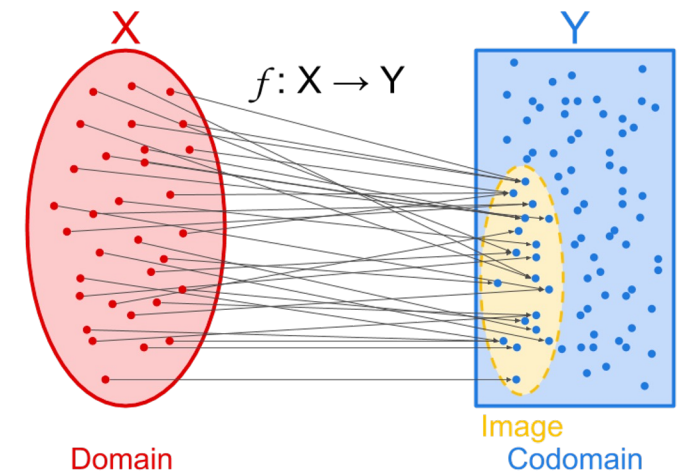 X
Y
f : X → Y
Image
Domain
Codomain